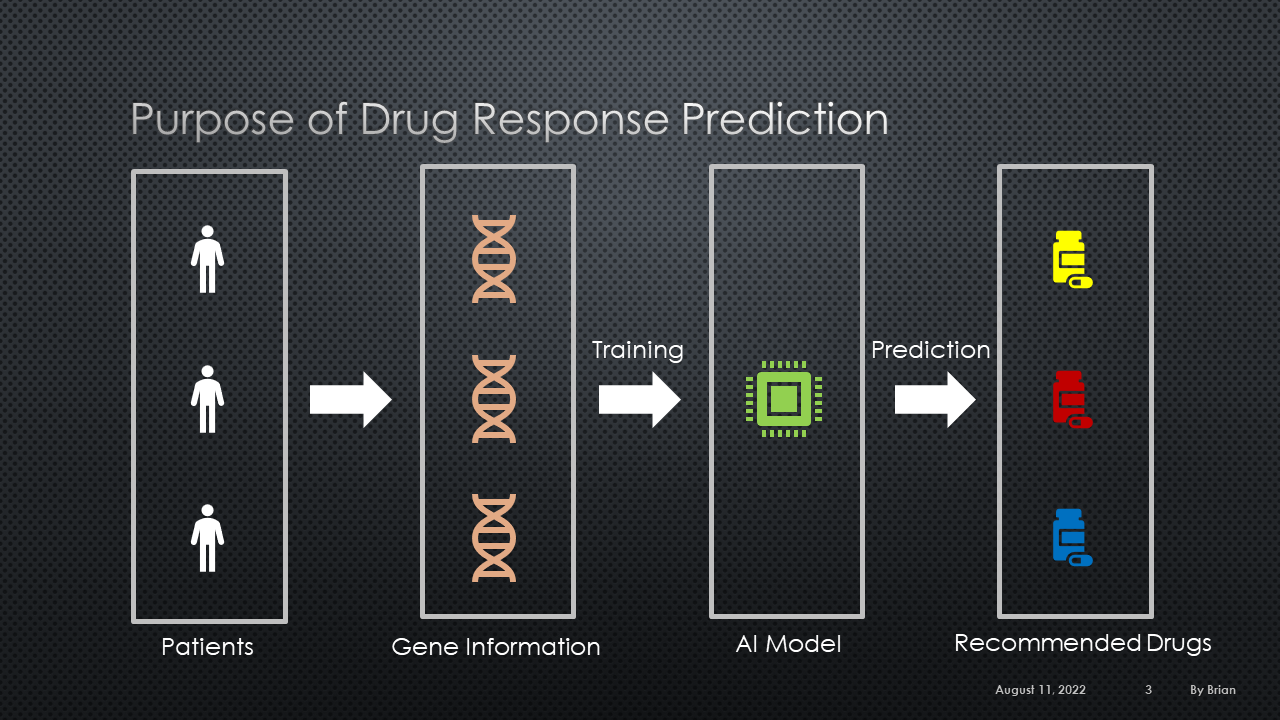 Purpose of Drug Response Prediction
Training
Prediction
Patients
Gene Information
AI Model
Recommended Drugs
August 11, 2022
3
By Brian